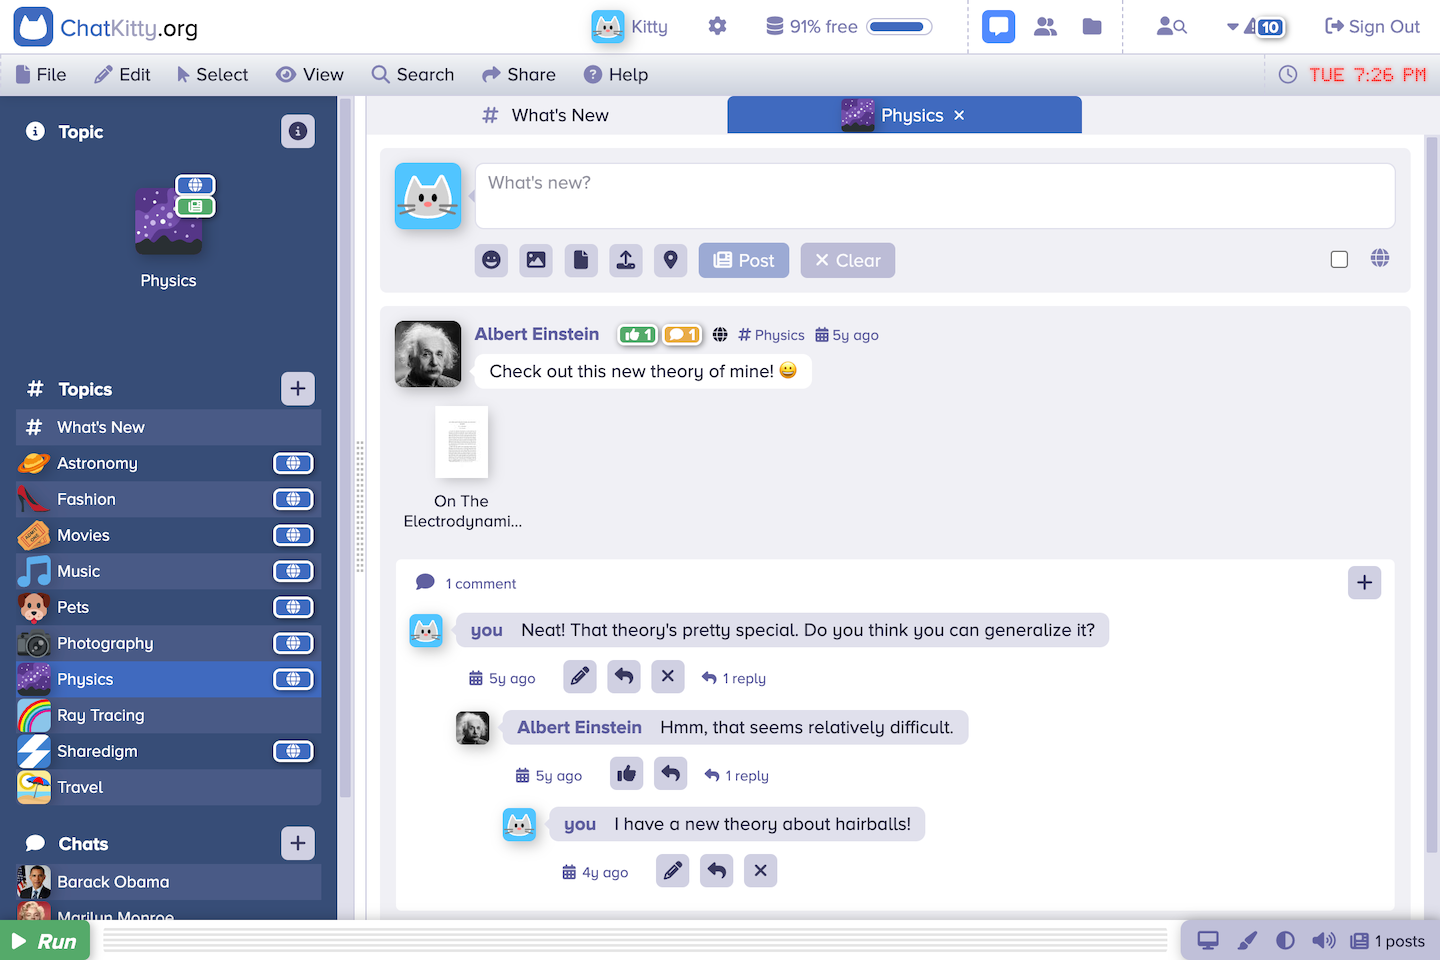 ChatKitty.org
Kitty
91% free
10
Sign Out
File
Edit
Select
View
Search
Share
Help
TUE 7:26 PM
Topic
Physics
Topics
What's New
Astronomy
Fashion
Movies
Music
Pets
Photography
Physics
Ray Tracing
Sharedigm
Travel
Chats
Barack Obama
Marilyn Monroe
What's New
Physics
What's new?
Post
Clear
Albert Einstein 1 1 Physics 5y ago
Check out this new theory of mine! 😀
On The
Electrodynami...
1 comment
you Neat! That theory's pretty special. Do you think you can generalize it?
5y ago 1 reply
Albert Einstein Hmm, that seems relatively difficult.
5y ago 1 reply
you I have a new theory about hairballs!
4y ago
Run
1 posts